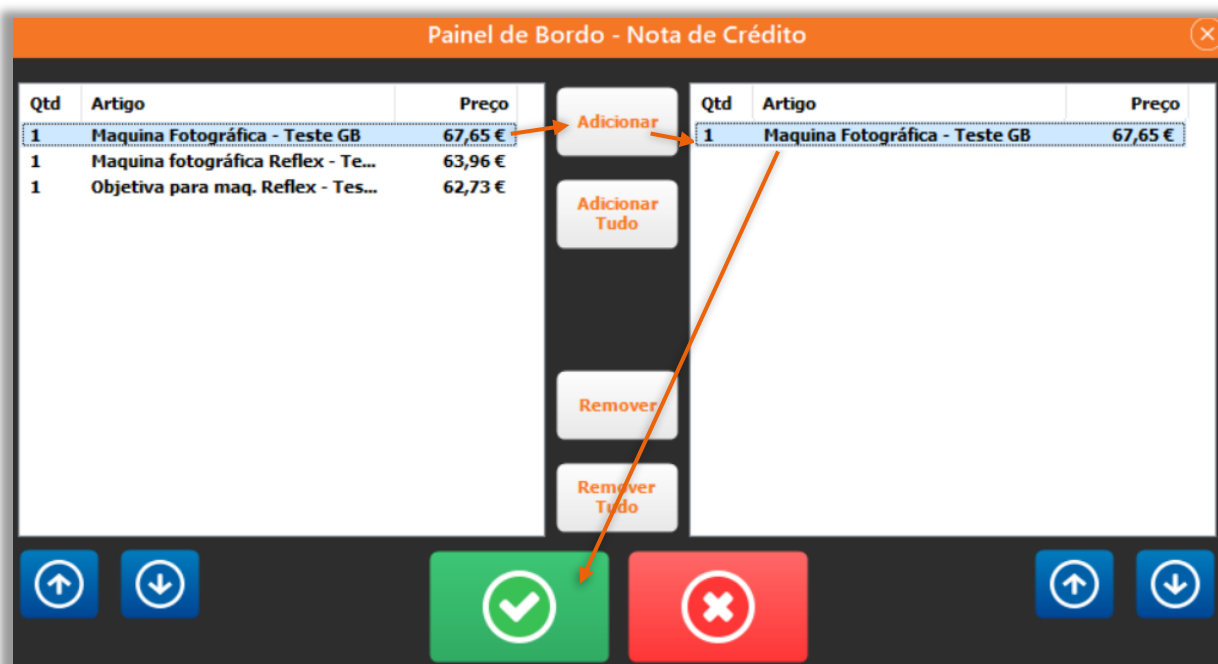 Painel de Bordo - Nota de Crédito
Qtd Artigo Preço
1 Maquina Fotográfica - Teste GB 67,65 €
1 Maquina fotográfica Reflex - Te... 63,96 €
1 Objetiva para maq. Reflex - Tes... 62,73 €
Adicionar
Adicionar
Tudo
Remover
Remover
Tudo
Qtd Artigo Preço
1 Maquina Fotográfica - Teste GB 67,65 €